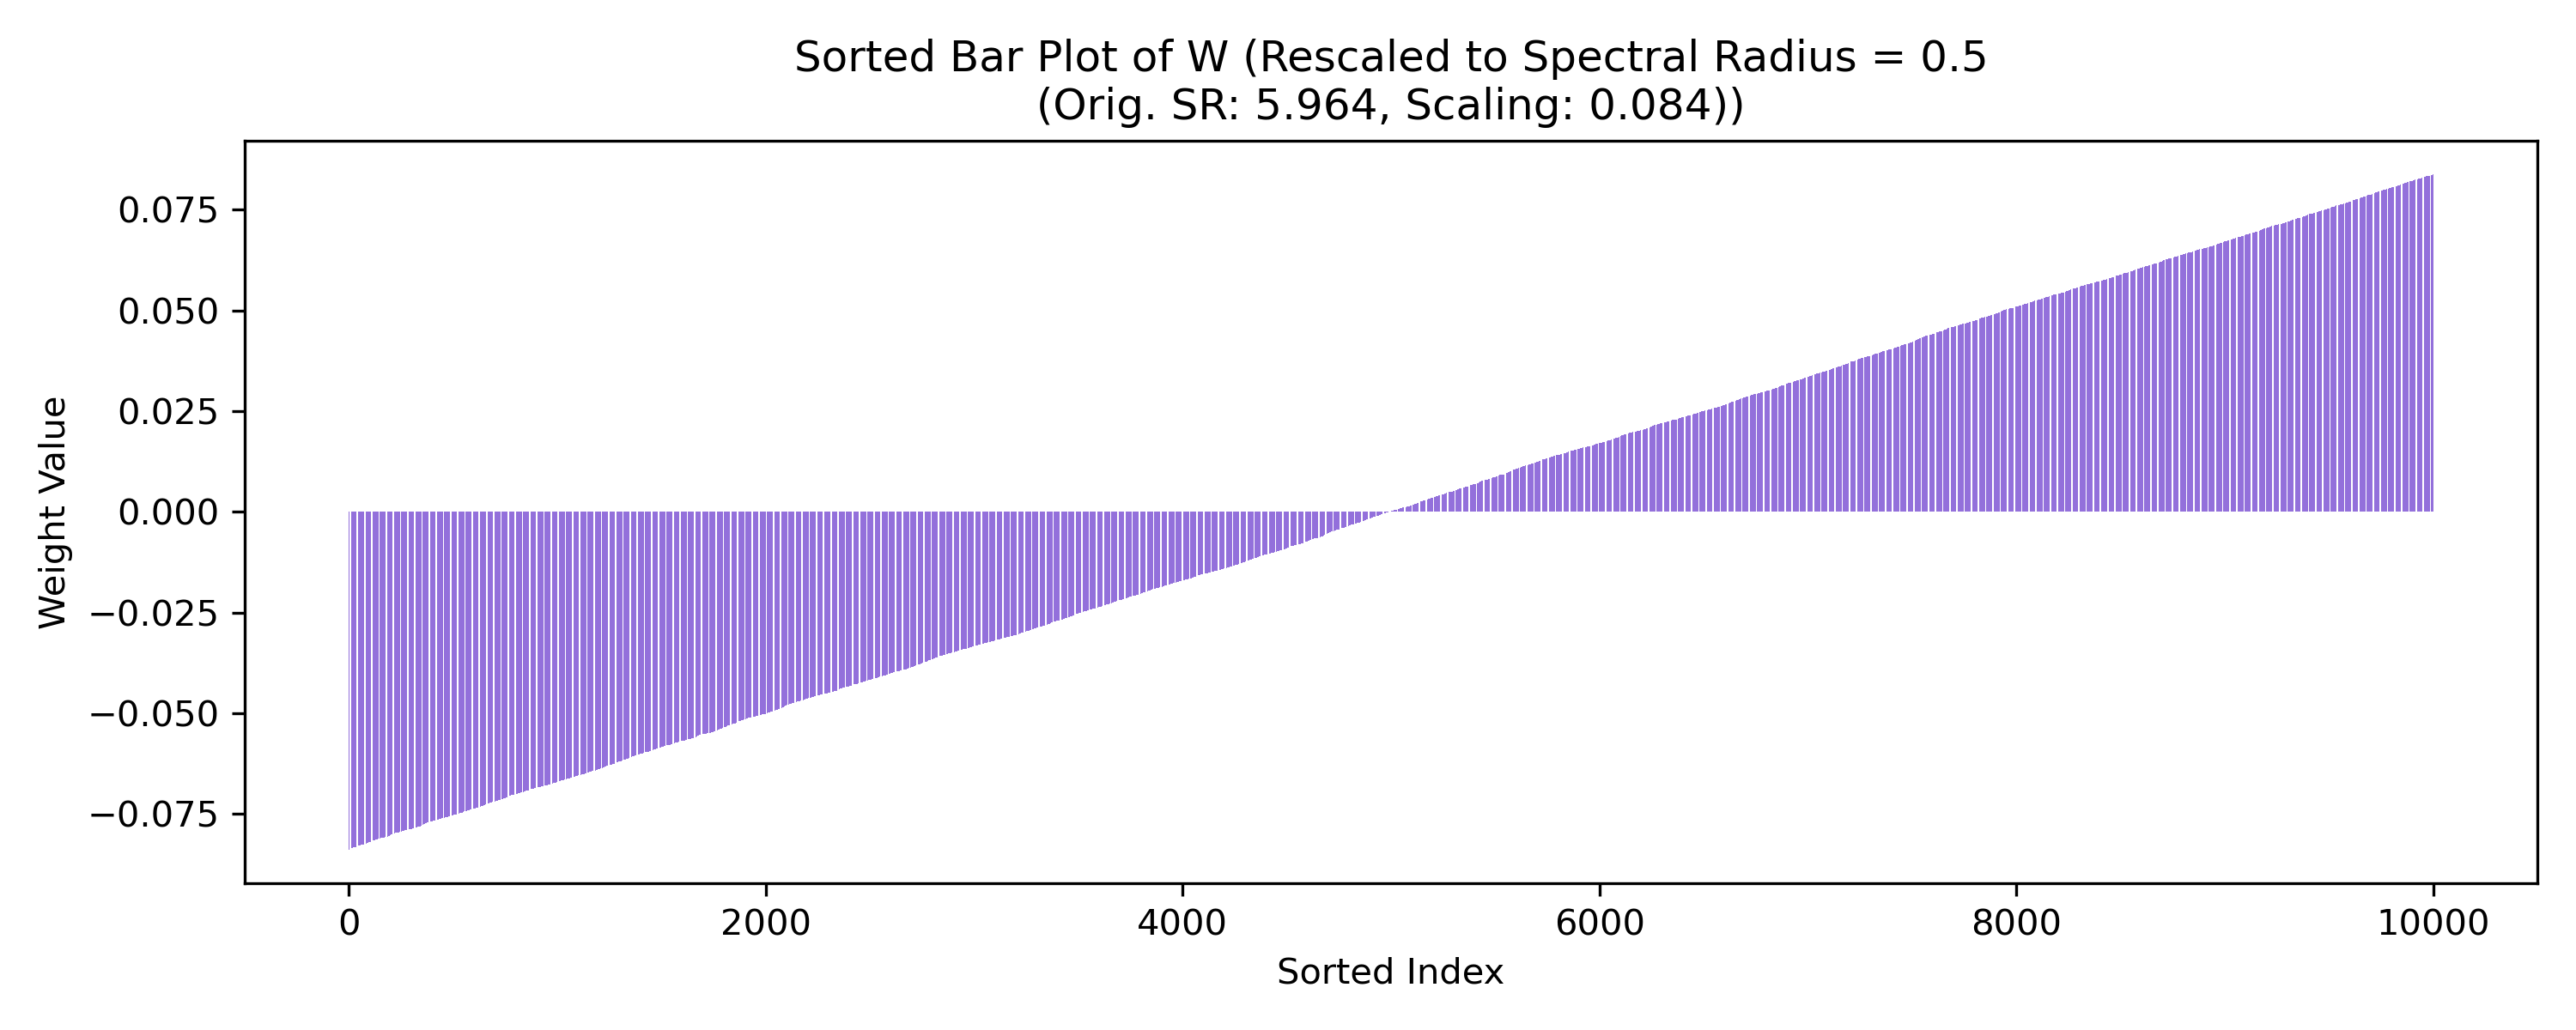 Sorted Bar Plot of W (Rescaled to Spectral Radius = 0.5
(Orig. SR: 5.964, Scaling: 0.084))
Weight Value
0.075
0.050
0.025
0.000
−0.025
−0.050
−0.075
0 2000 4000 6000 8000 10000
Sorted Index